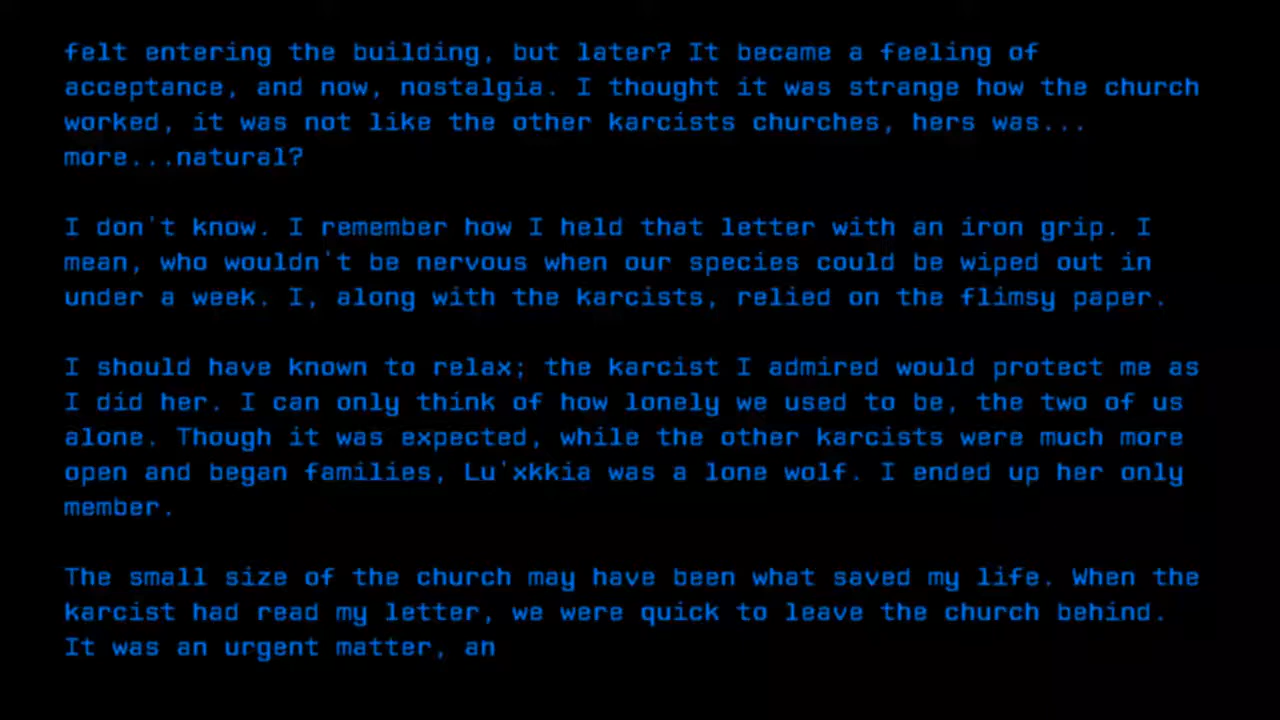 felt entering the building, but later? It became a feeling of
acceptance, and now, nostalgia. I thought it was strange how the church
worked, it was not like the other karcists churches, hers was...
more...natural?
I don't know. I remember how I held that letter with an iron grip. I
mean, who wouldn't be nervous when our species could be wiped out in
under a week. I, along with the karcists, relied on the flimsy paper.
I should have known to relax; the karcist I admired would protect me as
I did her. I can only think of how lonely we used to be, the two of us
alone. Though it was expected, while the other karcists were much more
open and began families, Lu'xkkia was a lone wolf. I ended up her only
member.
The small size of the church may have been what saved my life. When the
karcist had read my letter, we were quick to leave the church behind.
It was an urgent matter, an